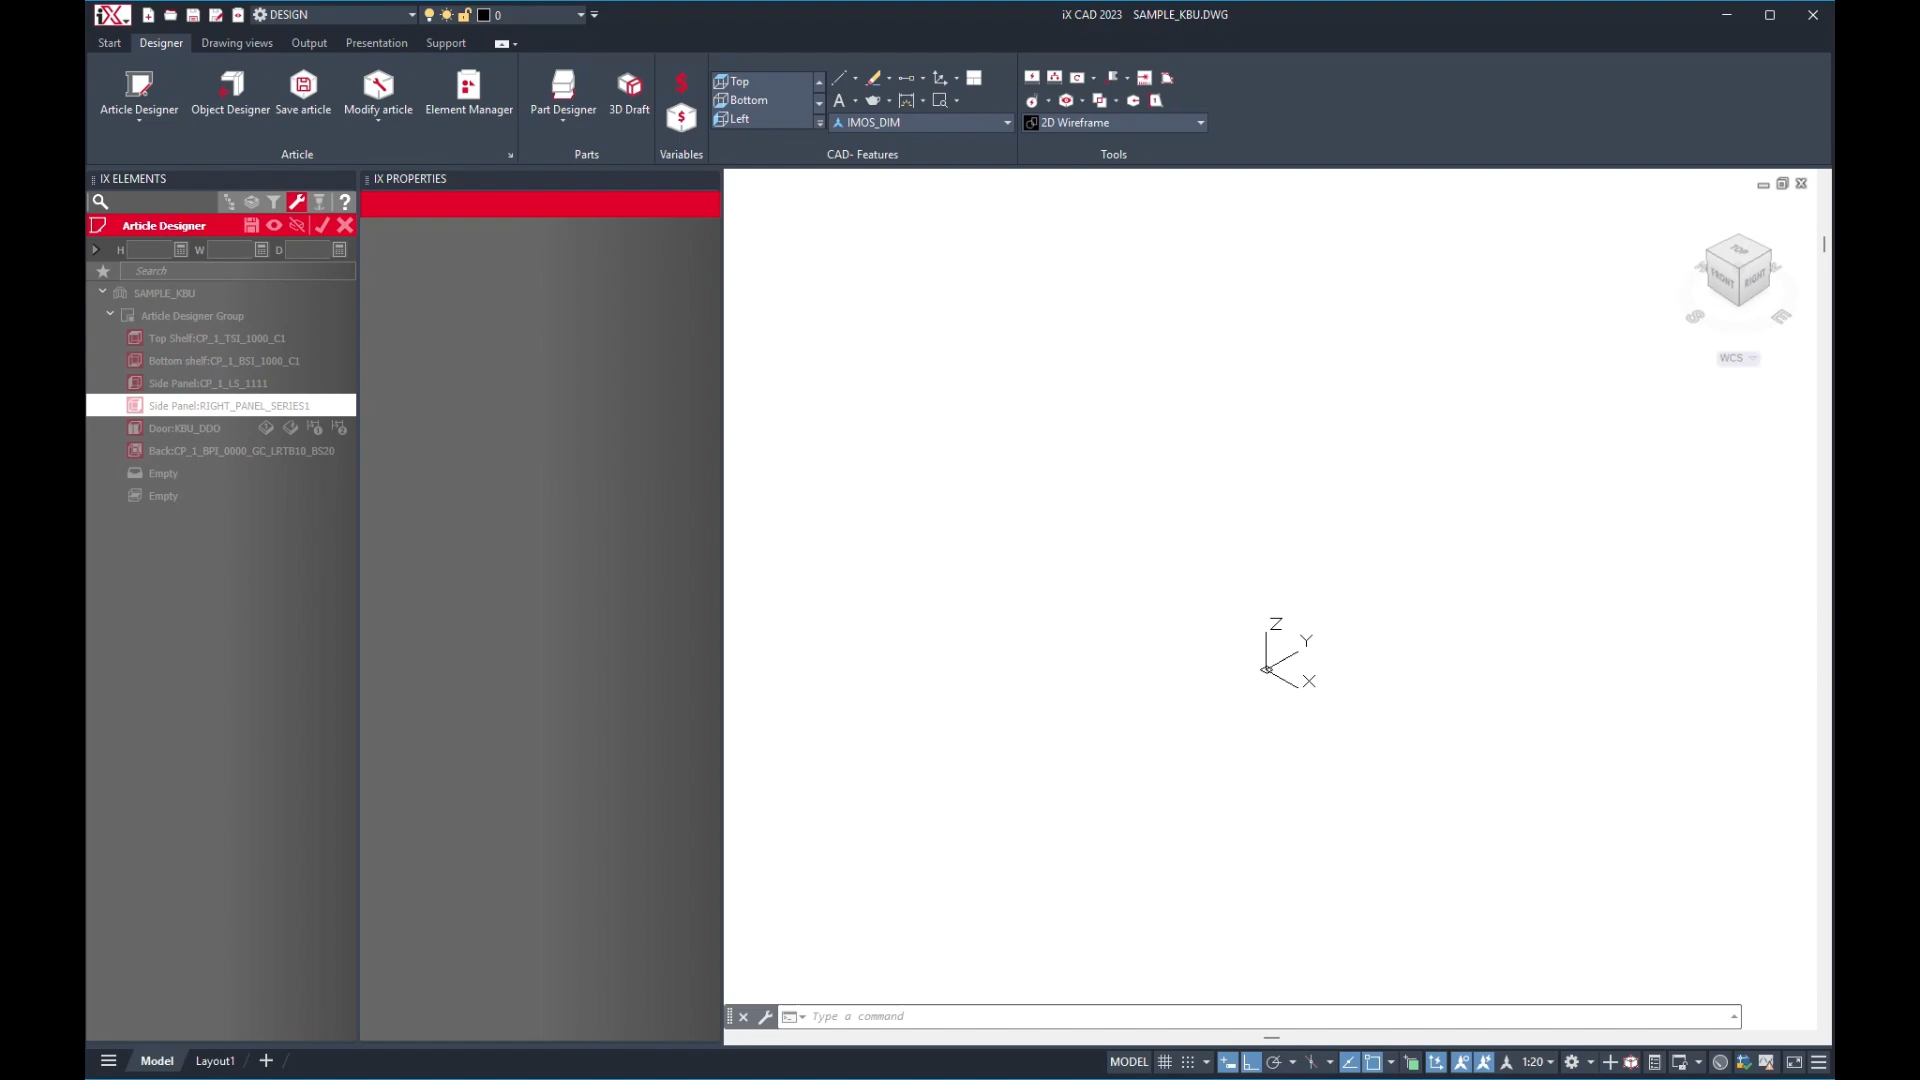 iX DESIGN 0 iX CAD 2023 SAMPLE_KBU.DWG
Start Designer Drawing views Output Presentation Support
Article Designer Object Designer Save article Modify article Element Manager Part Designer 3D Draft
Top
Bottom
Left
A IMOS_DIM 2D Wireframe
Article Parts Variables CAD- Features Tools
IX ELEMENTS IX PROPERTIES
?
Article Designer
H W D
Search
SAMPLE_KBU
Article Designer Group
Top Shelf:CP_1_TSI_1000_C1
Bottom shelf:CP_1_BSI_1000_C1
Side Panel:CP_1_LS_1111
Side Panel:RIGHT_PANEL_SERIES1
Door:KBU_DDO
Back:CP_1_BPI_0000_GC_LRTB10_BS20
Empty
Empty
TOP
FRONT RIGHT
S E
WCS
Z
Y
X
Type a command
Model Layout1 MODEL 1:20